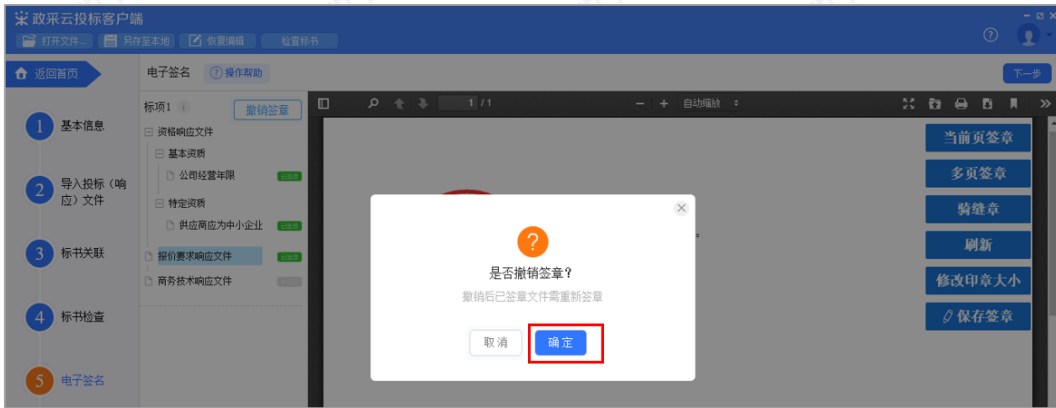 政采云投标客户端
打开文件... 另存至本地 恢复编辑 检查标书
返回首页 电子签名 操作帮助 下一步
标项1 撤销签章
1 / 1 自动缩放
1 基本信息
资格响应文件
基本资质
公司经营年限
2 导入投标（响
应）文件
特定资质
供应商应为中小企业
3 标书关联
报价要求响应文件
商务技术响应文件
4 标书检查
5 电子签名
当前页签章
多页签章
骑缝章
刷新
修改印章大小
保存签章
是否撤销签章？
撤销后已签章文件需重新签章
取消 确定